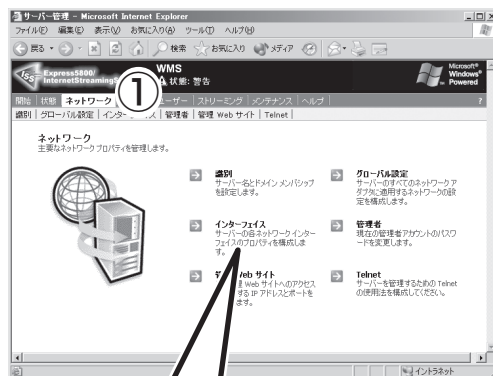 サーバー管理 - Microsoft Internet Explorer
ファイル(F) 編集(E) 表示(V) お気に入り(A) ツール(T) ヘルプ(H)
戻る 検索 お気に入り メディア
Express5800/
InternetStreamingS
WMS
状態: 警告
Microsoft®
Windows®
Powered
開始 状態 ネットワーク ① ーザー ストリーミング メンテナンス ヘルプ ?
識別 グローバル設定 インター 管理者 管理 Web サイト Telnet
ネットワーク
主要なネットワーク プロパティを管理します。
識別
サーバー名とドメイン メンバシップ
を設定します。
グローバル設定
サーバーのすべてのネットワーク ア
ダプタに適用するネットワークの設
定を構成します。
インターフェイス
サーバーの各ネットワーク インター
フェイスのプロパティを構成しま
す。
管理者
現在の管理者アカウントのパスワ
ードを変更します。
Web サイト
Web サイトへのアクセス
する IP アドレスとポートを
ます。
Telnet
サーバーを管理するための Telnet
の使用法を構成してください。
イントラネット